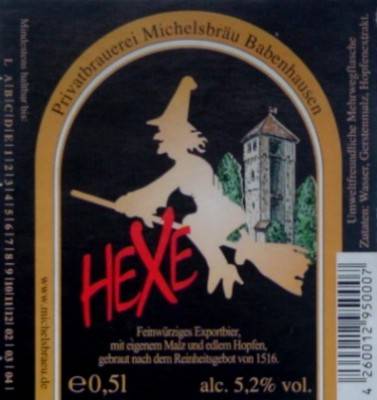 Privatbrauerei Michelsbräu Babenhausen
HEXE
Feinwürziges Exportbier,
mit eigenem Malz und edlem Hopfen,
gebraut nach dem Reinheitsgebot von 1516.
e0,5l alc. 5,2% vol.
Mindestens haltbar bis:
L A|B|C|D|E|1|2|3|4|5|6|7|8|9|10|11|12|02|03|04|
www.michelsbraeu.de
Umweltfreundliche Mehrwegflasche
Zutaten: Wasser, Gerstenmalz, Hopfenextrakt.
4 260012 950007